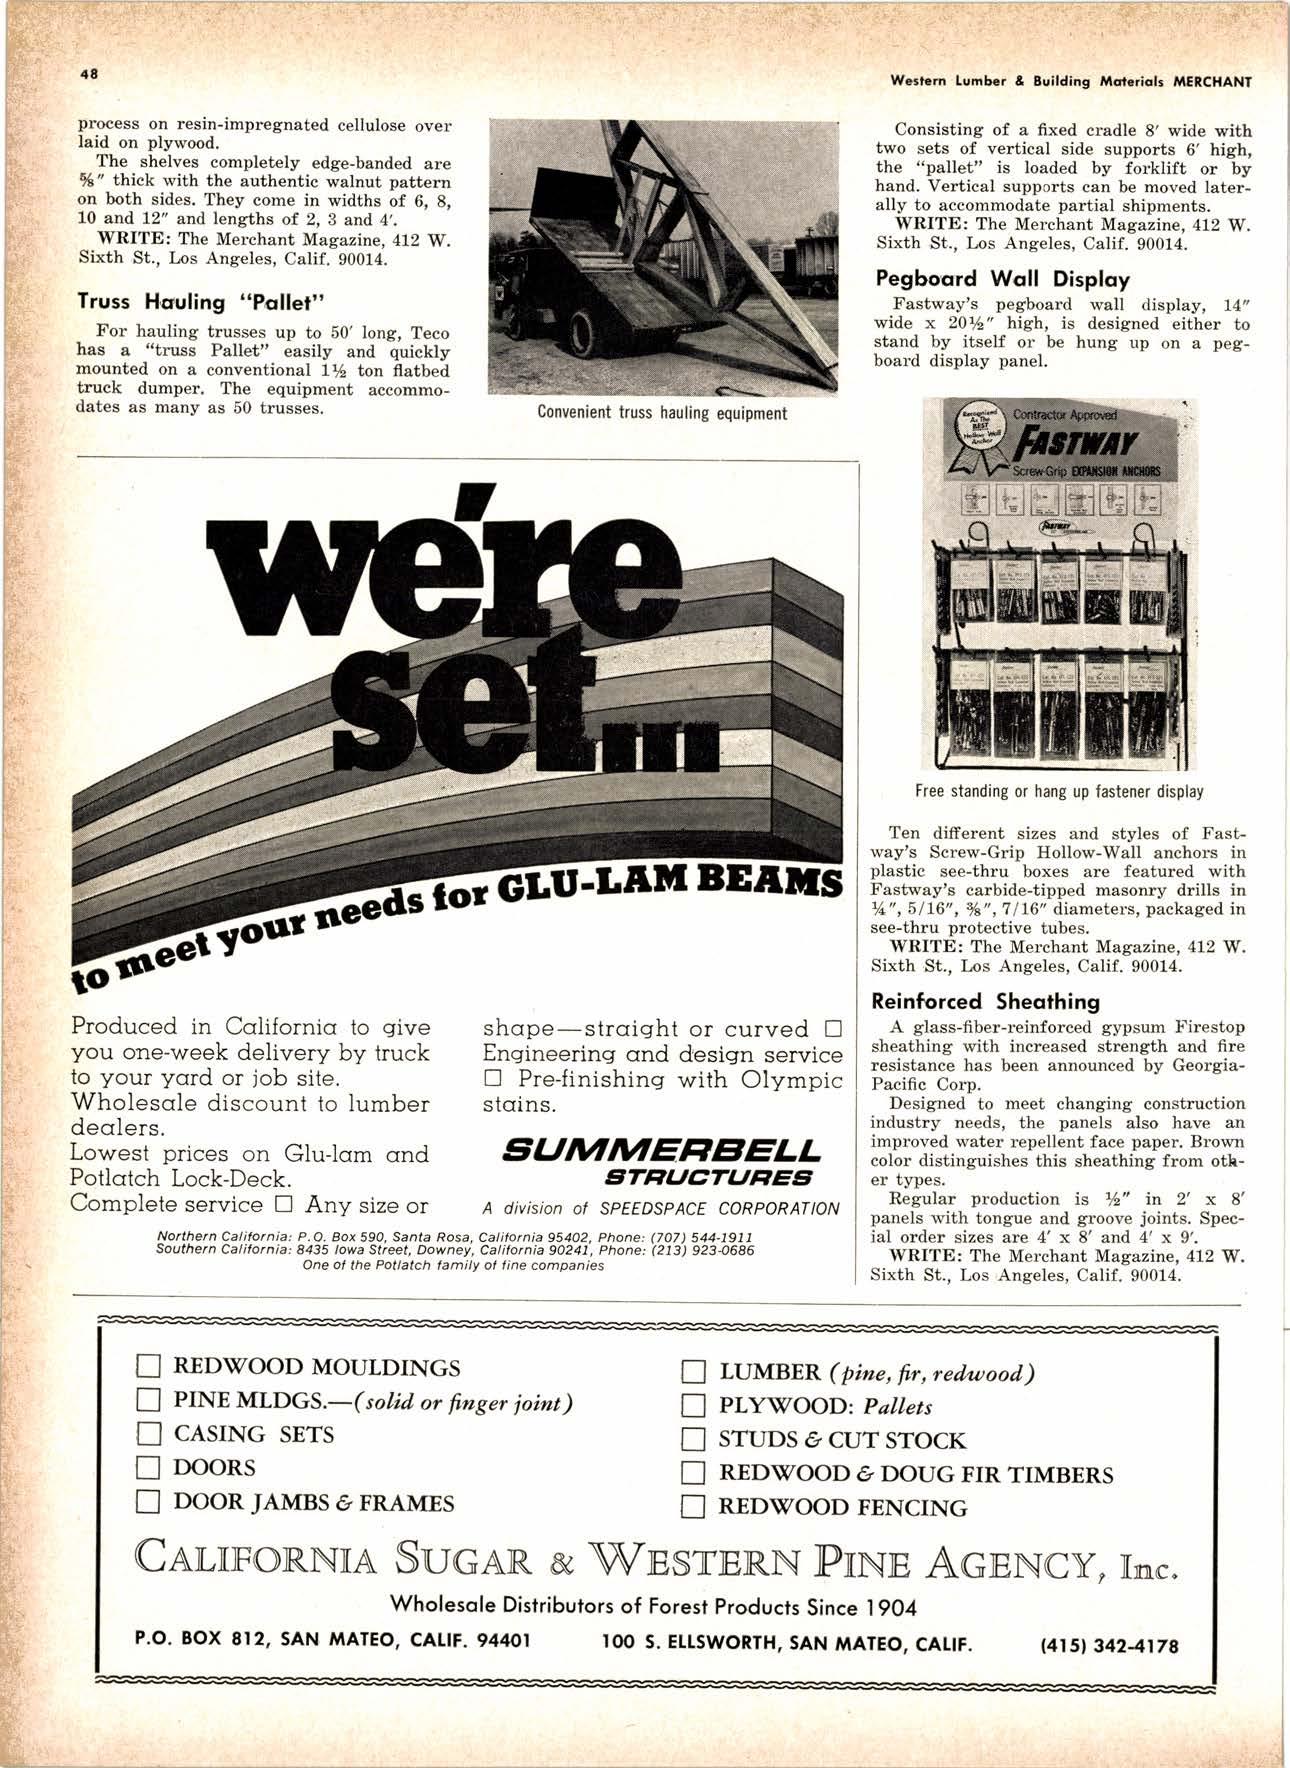 48
Western Lumber & Building Materials MERCHANT
process on resin-impregnated cellulose over
laid on plywood.
The shelves completely edge-banded are
⅝" thick with the authentic walnut pattern
on both sides. They come in widths of 6, 8,
10 and 12" and lengths of 2, 3 and 4'.
WRITE: The Merchant Magazine, 412 W.
Sixth St., Los Angeles, Calif. 90014.
Truss Hauling "Pallet"
For hauling trusses up to 50' long, Teco
has a "truss Pallet" easily and quickly
mounted on a conventional 1½ ton flatbed
truck dumper. The equipment accommo-
dates as many as 50 trusses.
Convenient truss hauling equipment
Consisting of a fixed cradle 8' wide with
two sets of vertical side supports 6' high,
the "pallet" is loaded by forklift or by
hand. Vertical supports can be moved later-
ally to accommodate partial shipments.
WRITE: The Merchant Magazine, 412 W.
Sixth St., Los Angeles, Calif. 90014.
Pegboard Wall Display
Fastway's pegboard wall display, 14"
wide x 20½" high, is designed either to
stand by itself or be hung up on a peg-
board display panel.
Recognized
As The
BEST
Hollow Wall
Anchor
Contractor Approved
FASTWAY
Screw-Grip EXPANSION ANCHORS
FASTWAY
Free standing or hang up fastener display
Ten different sizes and styles of Fast-
way's Screw-Grip Hollow-Wall anchors in
plastic see-thru boxes are featured with
Fastway's carbide-tipped masonry drills in
¼", 5/16", ⅜", 7/16" diameters, packaged in
see-thru protective tubes.
WRITE: The Merchant Magazine, 412 W.
Sixth St., Los Angeles, Calif. 90014.
Reinforced Sheathing
A glass-fiber-reinforced gypsum Firestop
sheathing with increased strength and fire
resistance has been announced by Georgia-
Pacific Corp.
Designed to meet changing construction
industry needs, the panels also have an
improved water repellent face paper. Brown
color distinguishes this sheathing from oth-
er types.
Regular production is ½" in 2' x 8'
panels with tongue and groove joints. Spec-
ial order sizes are 4' x 8' and 4' x 9'.
WRITE: The Merchant Magazine, 412 W.
Sixth St., Los Angeles, Calif. 90014.
we're
set...
to meet your needs for GLU-LAM BEAMS
Produced in California to give
you one-week delivery by truck
to your yard or job site.
Wholesale discount to lumber
dealers.
Lowest prices on Glu-lam and
Potlatch Lock-Deck.
Complete service □ Any size or
shape—straight or curved □
Engineering and design service
□ Pre-finishing with Olympic
stains.
SUMMERBELL
STRUCTURES
A division of SPEEDSPACE CORPORATION
Northern California: P.O. Box 590, Santa Rosa, California 95402, Phone: (707) 544-1911
Southern California: 8435 Iowa Street, Downey, California 90241, Phone: (213) 923-0686
One of the Potlatch family of fine companies
□ REDWOOD MOULDINGS
□ PINE MLDGS.—(solid or finger joint)
□ CASING SETS
□ DOORS
□ DOOR JAMBS & FRAMES
□ LUMBER (pine, fir, redwood)
□ PLYWOOD: Pallets
□ STUDS & CUT STOCK
□ REDWOOD & DOUG FIR TIMBERS
□ REDWOOD FENCING
CALIFORNIA SUGAR & WESTERN PINE AGENCY, Inc.
Wholesale Distributors of Forest Products Since 1904
P.O. BOX 812, SAN MATEO, CALIF. 94401 100 S. ELLSWORTH, SAN MATEO, CALIF. (415) 342-4178